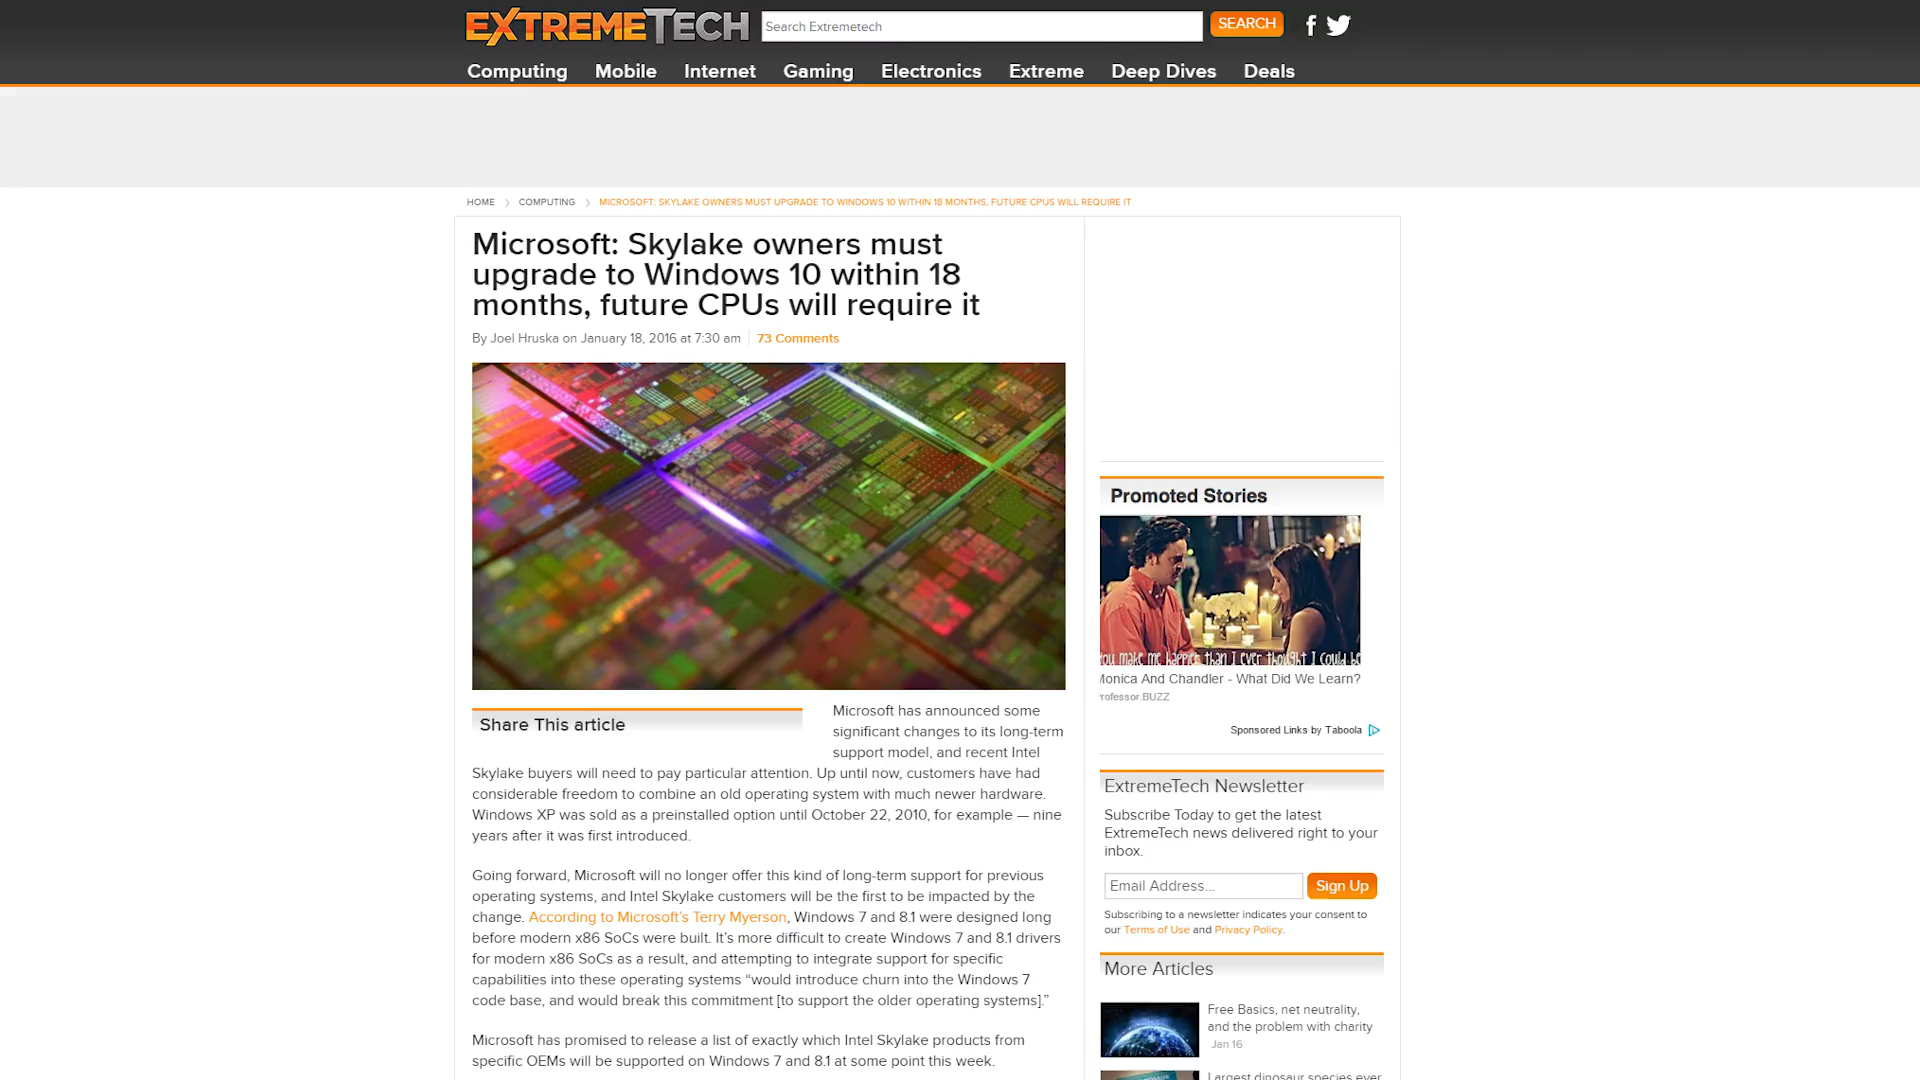 EXTREMETECH
Search Extremetech
SEARCH
Computing Mobile Internet Gaming Electronics Extreme Deep Dives Deals
HOME COMPUTING MICROSOFT: SKYLAKE OWNERS MUST UPGRADE TO WINDOWS 10 WITHIN 18 MONTHS, FUTURE CPUS WILL REQUIRE IT
Microsoft: Skylake owners must
upgrade to Windows 10 within 18
months, future CPUs will require it
By Joel Hruska on January 18, 2016 at 7:30 am 73 Comments
Share This article
Microsoft has announced some
significant changes to its long-term
support model, and recent Intel
Skylake buyers will need to pay particular attention. Up until now, customers have had
considerable freedom to combine an old operating system with much newer hardware.
Windows XP was sold as a preinstalled option until October 22, 2010, for example — nine
years after it was first introduced.
Going forward, Microsoft will no longer offer this kind of long-term support for previous
operating systems, and Intel Skylake customers will be the first to be impacted by the
change. According to Microsoft's Terry Myerson, Windows 7 and 8.1 were designed long
before modern x86 SoCs were built. It's more difficult to create Windows 7 and 8.1 drivers
for modern x86 SoCs as a result, and attempting to integrate support for specific
capabilities into these operating systems “would introduce churn into the Windows 7
code base, and would break this commitment [to support the older operating systems].”
Microsoft has promised to release a list of exactly which Intel Skylake products from
specific OEMs will be supported on Windows 7 and 8.1 at some point this week.
Promoted Stories
you make me happier than I ever thought I could be
Monica And Chandler - What Did We Learn?
Professor.BUZZ
Sponsored Links by Taboola
ExtremeTech Newsletter
Subscribe Today to get the latest
ExtremeTech news delivered right to your
inbox.
Email Address...
Sign Up
Subscribing to a newsletter indicates your consent to
our Terms of Use and Privacy Policy.
More Articles
Free Basics, net neutrality,
and the problem with charity
Jan 16
Largest dinosaur species ever